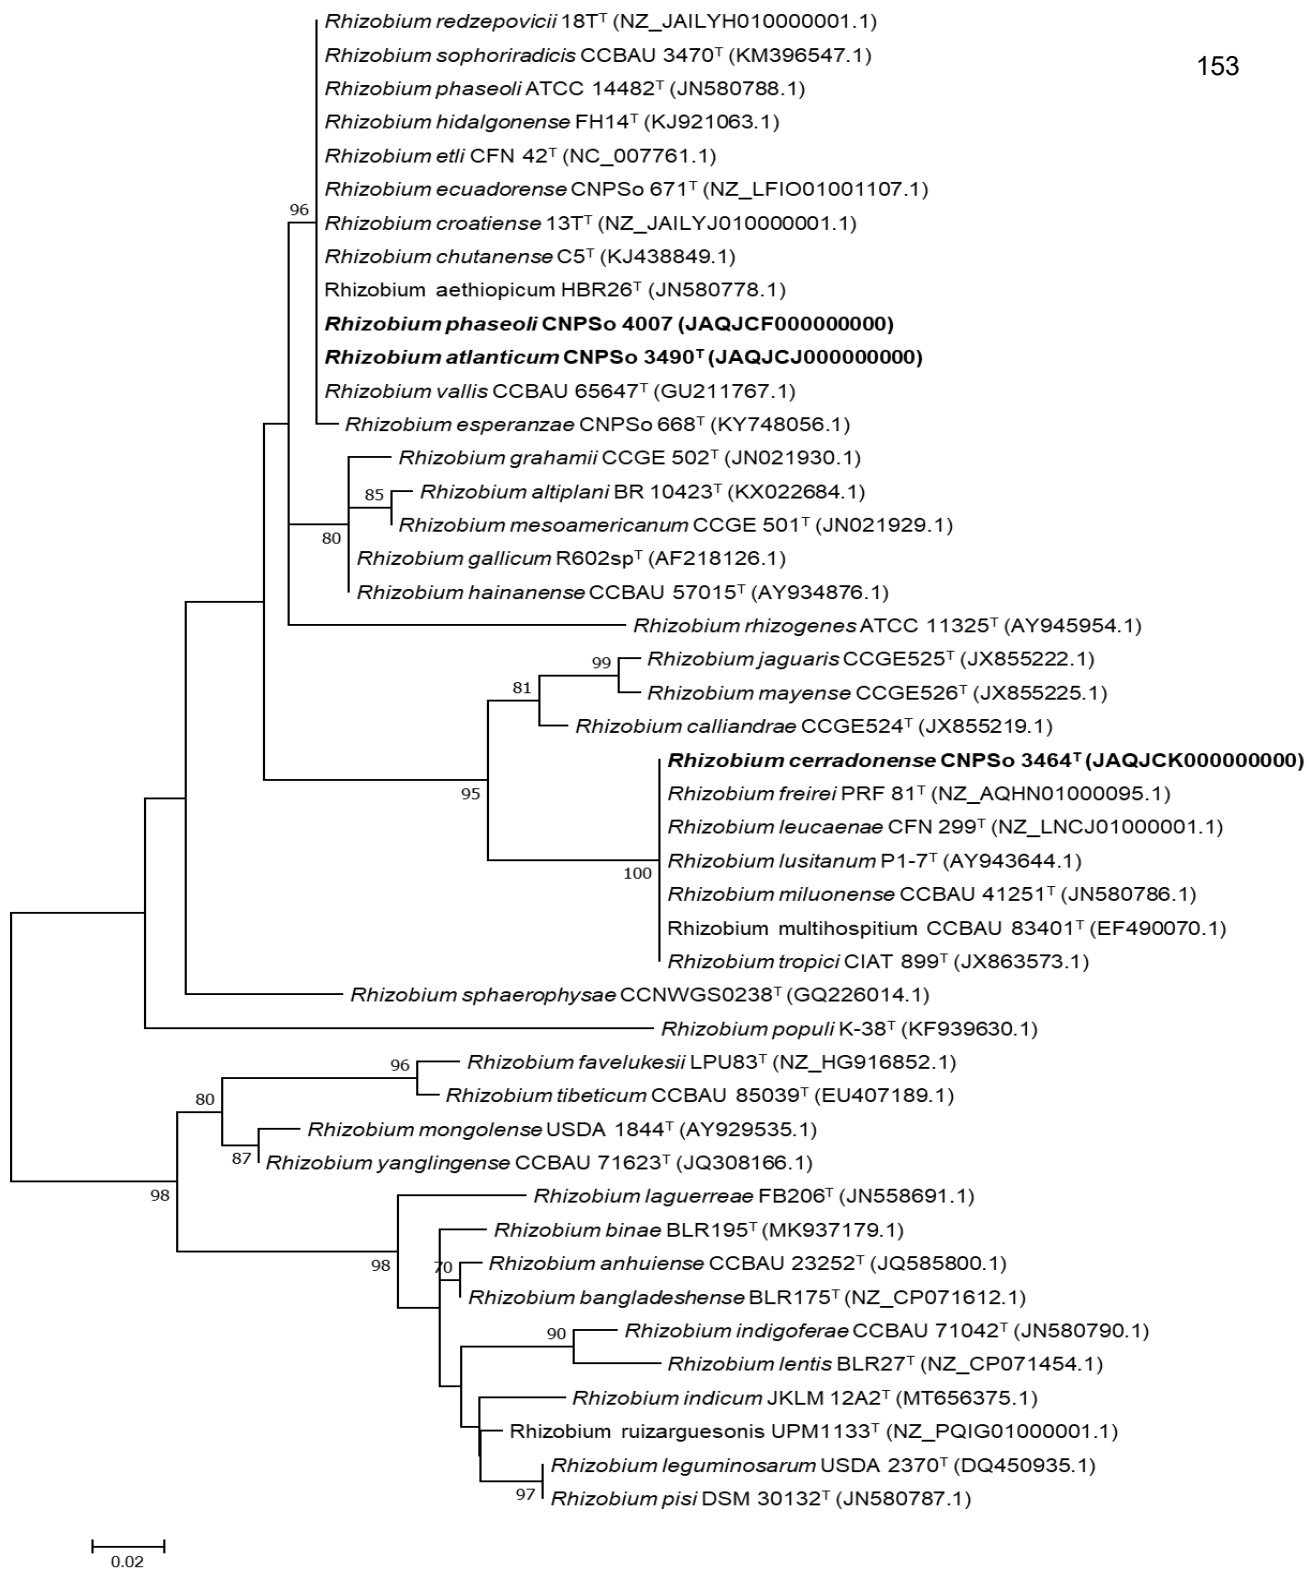 Rhizobium redzepovicii 18Tᵀ (NZ_JAILYH010000001.1)
Rhizobium sophoriradicis CCBAU 3470ᵀ (KM396547.1)
153
Rhizobium phaseoli ATCC 14482ᵀ (JN580788.1)
Rhizobium hidalgonense FH14ᵀ (KJ921063.1)
Rhizobium etli CFN 42ᵀ (NC_007761.1)
Rhizobium ecuadorense CNPSo 671ᵀ (NZ_LFIO01001107.1)
96
Rhizobium croatiense 13Tᵀ (NZ_JAILYJ010000001.1)
Rhizobium chutanense C5ᵀ (KJ438849.1)
Rhizobium aethiopicum HBR26ᵀ (JN580778.1)
Rhizobium phaseoli CNPSo 4007 (JAQJCF000000000)
Rhizobium atlanticum CNPSo 3490ᵀ (JAQJCJ000000000)
Rhizobium vallis CCBAU 65647ᵀ (GU211767.1)
Rhizobium esperanzae CNPSo 668ᵀ (KY748056.1)
Rhizobium grahamii CCGE 502ᵀ (JN021930.1)
85
Rhizobium altiplani BR 10423ᵀ (KX022684.1)
Rhizobium mesoamericanum CCGE 501ᵀ (JN021929.1)
80
Rhizobium gallicum R602spᵀ (AF218126.1)
Rhizobium hainanense CCBAU 57015ᵀ (AY934876.1)
Rhizobium rhizogenes ATCC 11325ᵀ (AY945954.1)
99
Rhizobium jaguaris CCGE525ᵀ (JX855222.1)
81
Rhizobium mayense CCGE526ᵀ (JX855225.1)
Rhizobium calliandrae CCGE524ᵀ (JX855219.1)
Rhizobium cerradonense CNPSo 3464ᵀ (JAQJCK000000000)
95
Rhizobium freirei PRF 81ᵀ (NZ_AQHN01000095.1)
Rhizobium leucaenae CFN 299ᵀ (NZ_LNCJ01000001.1)
Rhizobium lusitanum P1-7ᵀ (AY943644.1)
100
Rhizobium miluonense CCBAU 41251ᵀ (JN580786.1)
Rhizobium multihospitium CCBAU 83401ᵀ (EF490070.1)
Rhizobium tropici CIAT 899ᵀ (JX863573.1)
Rhizobium sphaerophysae CCNWGS0238ᵀ (GQ226014.1)
Rhizobium populi K-38ᵀ (KF939630.1)
96
Rhizobium favelukesii LPU83ᵀ (NZ_HG916852.1)
80
Rhizobium tibeticum CCBAU 85039ᵀ (EU407189.1)
Rhizobium mongolense USDA 1844ᵀ (AY929535.1)
87
Rhizobium yanglingense CCBAU 71623ᵀ (JQ308166.1)
98
Rhizobium laguerreae FB206ᵀ (JN558691.1)
Rhizobium binae BLR195ᵀ (MK937179.1)
98
70
Rhizobium anhuiense CCBAU 23252ᵀ (JQ585800.1)
Rhizobium bangladeshense BLR175ᵀ (NZ_CP071612.1)
90
Rhizobium indigoferae CCBAU 71042ᵀ (JN580790.1)
Rhizobium lentis BLR27ᵀ (NZ_CP071454.1)
Rhizobium indicum JKLM 12A2ᵀ (MT656375.1)
Rhizobium ruizarguesonis UPM1133ᵀ (NZ_PQIG01000001.1)
Rhizobium leguminosarum USDA 2370ᵀ (DQ450935.1)
97
Rhizobium pisi DSM 30132ᵀ (JN580787.1)
0.02